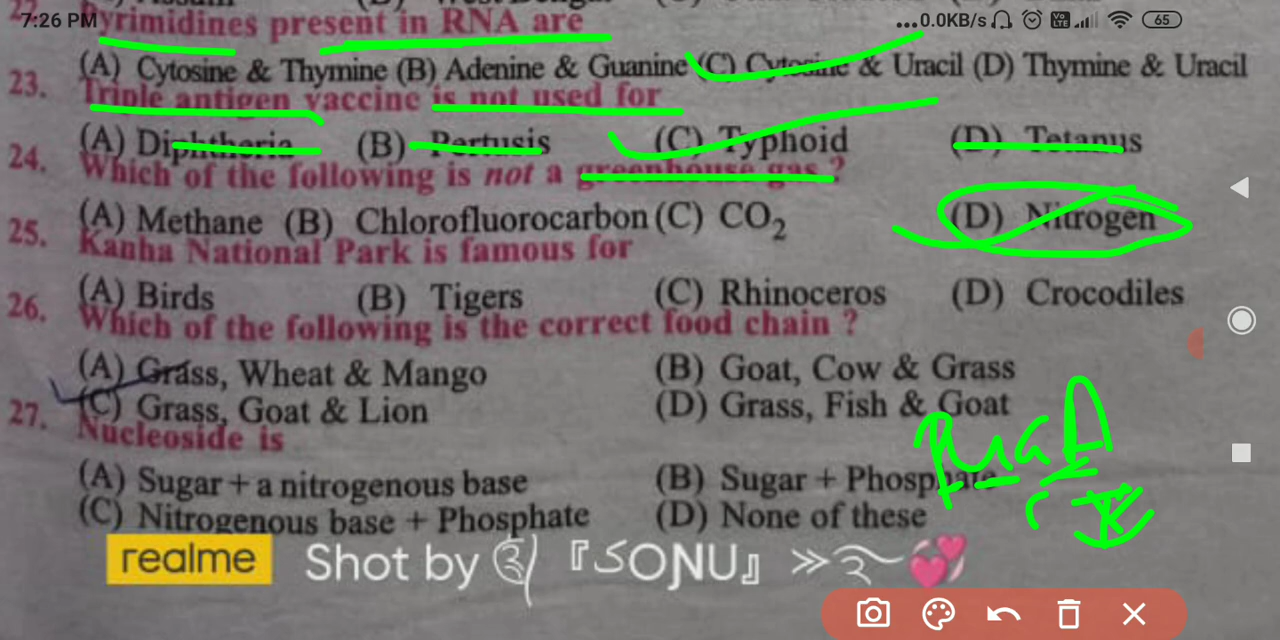 7:26 PM ...0.0KB/s Vo LTE 65
22. Pyrimidines present in RNA are
(A) Cytosine & Thymine (B) Adenine & Guanine (C) Cytosine & Uracil (D) Thymine & Uracil
23. Triple antigen vaccine is not used for
(A) Diphtheria (B) Pertusis (C) Typhoid (D) Tetanus
24. Which of the following is not a greenhouse gas ?
(A) Methane (B) Chlorofluorocarbon (C) CO₂ (D) Nitrogen
25. Kanha National Park is famous for
(A) Birds (B) Tigers (C) Rhinoceros (D) Crocodiles
26. Which of the following is the correct food chain ?
(A) Grass, Wheat & Mango (B) Goat, Cow & Grass
(C) Grass, Goat & Lion (D) Grass, Fish & Goat
27. Nucleoside is
(A) Sugar + a nitrogenous base (B) Sugar + Phosphate
(C) Nitrogenous base + Phosphate (D) None of these
realme Shot by 『SONU』